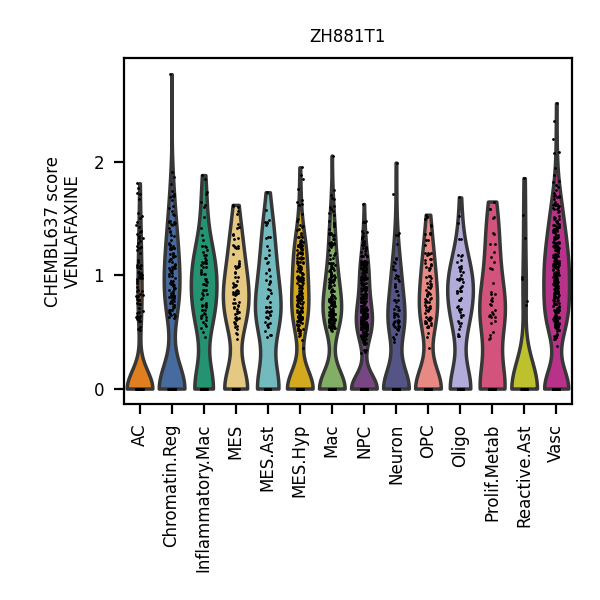 ZH881T1
CHEMBL637 score
VENLAFAXINE
2
1
0
AC
Chromatin.Reg
Inflammatory.Mac
MES
MES.Ast
MES.Hyp
Mac
NPC
Neuron
OPC
Oligo
Prolif.Metab
Reactive.Ast
Vasc